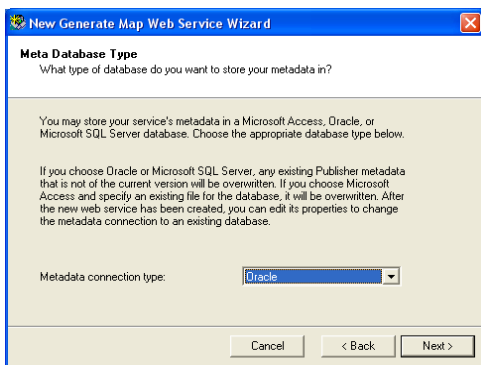 New Generate Map Web Service Wizard
Meta Database Type
What type of database do you want to store your metadata in?
You may store your service's metadata in a Microsoft Access, Oracle, or
Microsoft SQL Server database. Choose the appropriate database type below.
If you choose Oracle or Microsoft SQL Server, any existing Publisher metadata
that is not of the current version will be overwritten. If you choose Microsoft
Access and specify an existing file for the database, it will be overwritten. After
the new web service has been created, you can edit its properties to change
the metadata connection to an existing database.
Metadata connection type: Oracle
Cancel < Back Next >